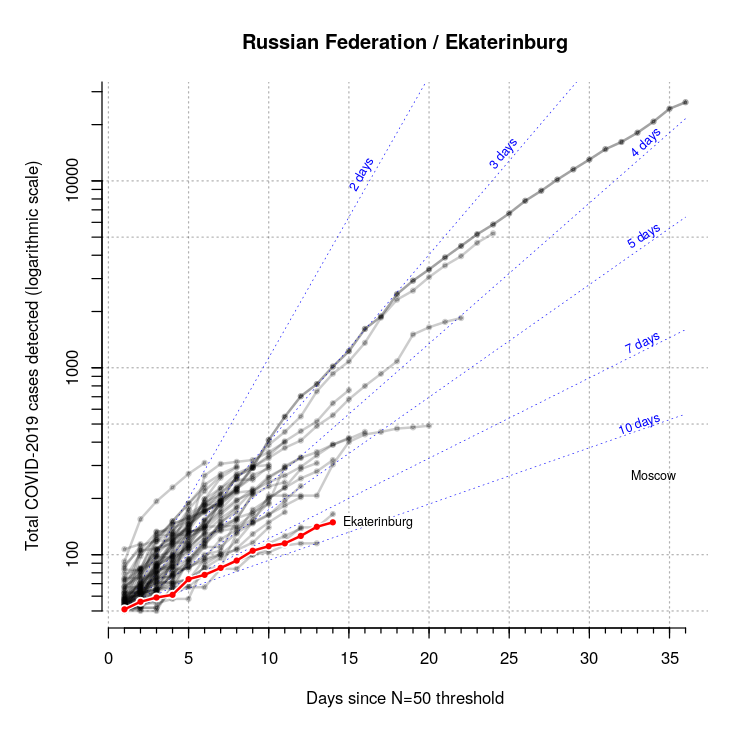 Russian Federation / Ekaterinburg
Total COVID-2019 cases detected (logarithmic scale)
10000
1000
100
2 days
3 days
4 days
5 days
7 days
10 days
Moscow
Ekaterinburg
0 5 10 15 20 25 30 35
Days since N=50 threshold